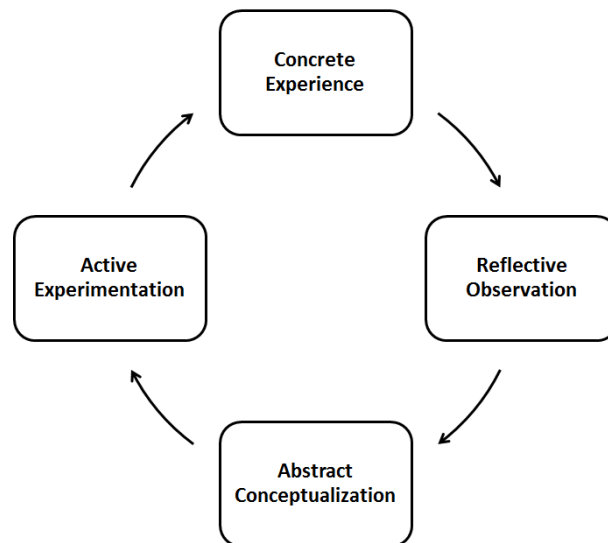 Concrete
Experience
Reflective
Observation
Abstract
Conceptualization
Active
Experimentation